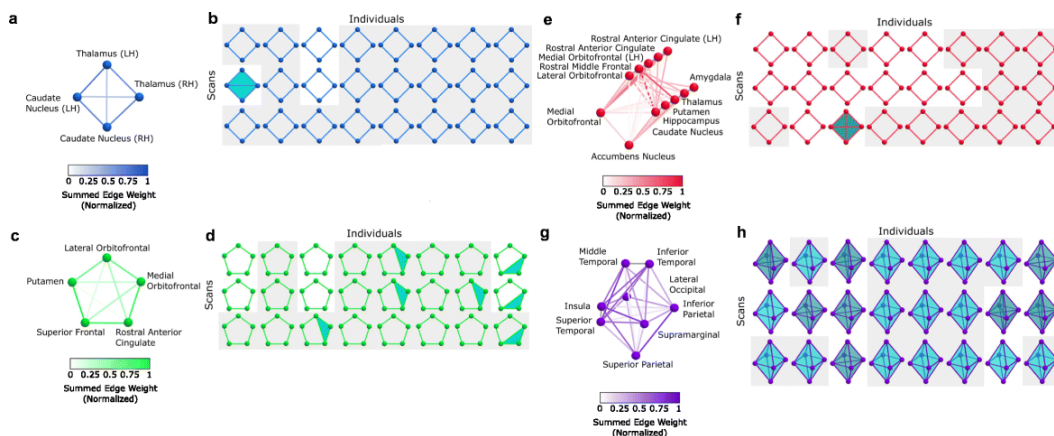 a
Thalamus (LH)
Thalamus (RH)
Caudate
Nucleus (LH)
Caudate Nucleus (RH)
0 0.25 0.5 0.75 1
Summed Edge Weight
(Normalized)
b
Individuals
Scans
c
Lateral Orbitofrontal
Putamen
Medial
Orbitofrontal
Superior Frontal
Rostral Anterior
Cingulate
0 0.25 0.5 0.75 1
Summed Edge Weight
(Normalized)
d
Individuals
Scans
e
Rostral Anterior Cingulate (LH)
Rostral Anterior Cingulate
Medial Orbitofrontal (LH)
Rostral Middle Frontal
Lateral Orbitofrontal
Amygdala
Medial
Orbitofrontal
Thalamus
Putamen
Hippocampus
Caudate Nucleus
Accumbens Nucleus
0 0.25 0.5 0.75 1
Summed Edge Weight
(Normalized)
f
Individuals
Scans
g
Middle
Temporal
Inferior
Temporal
Lateral
Occipital
Insula
Inferior
Parietal
Superior
Temporal
Supramarginal
Superior Parietal
0 0.25 0.5 0.75 1
Summed Edge Weight
(Normalized)
h
Individuals
Scans